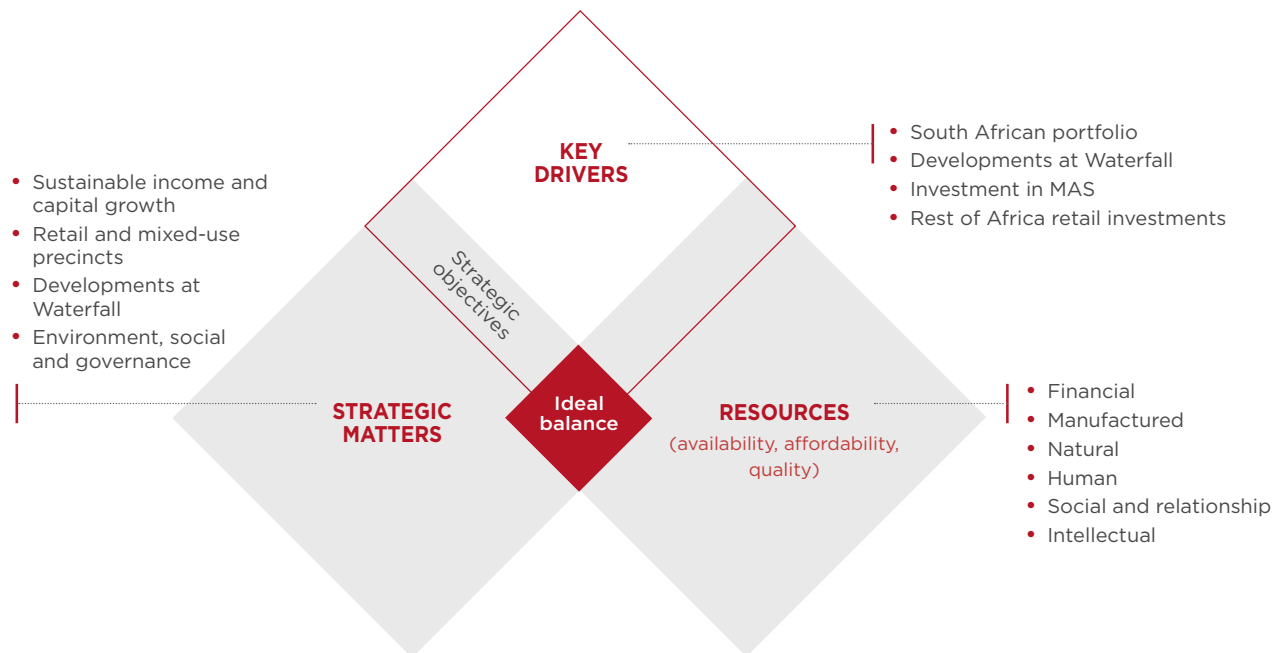 KEY
DRIVERS
• South African portfolio
• Developments at Waterfall
• Investment in MAS
• Rest of Africa retail investments
• Sustainable income and
capital growth
• Retail and mixed-use
precincts
• Developments at
Waterfall
• Environment, social
and governance
Strategic
objectives
STRATEGIC
MATTERS
Ideal
balance
RESOURCES
(availability, affordability,
quality)
• Financial
• Manufactured
• Natural
• Human
• Social and relationship
• Intellectual